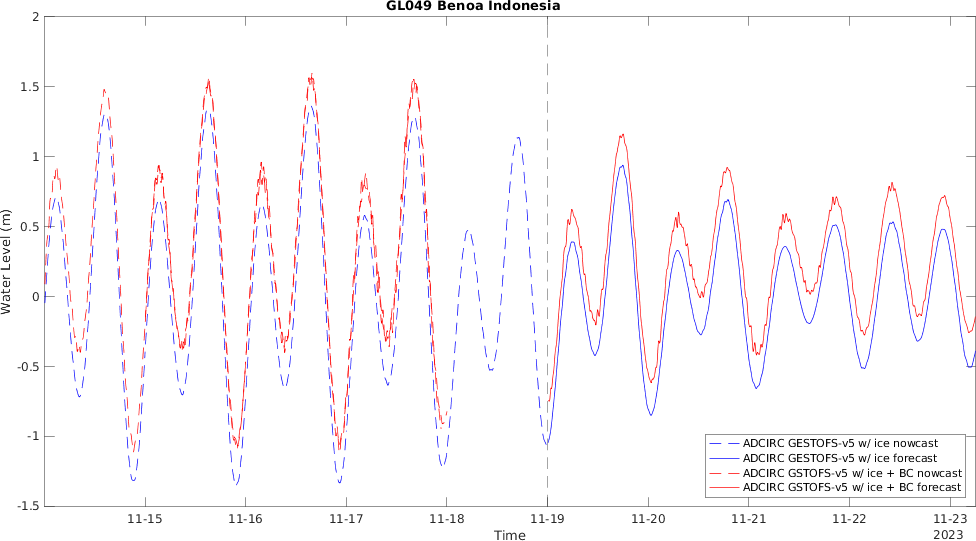 GL049 Benoa Indonesia
2
1.5
1
0.5
0
-0.5
-1
-1.5
Water Level (m)
11-15 11-16 11-17 11-18 11-19 11-20 11-21 11-22 11-23
2023
Time
ADCIRC GESTOFS-v5 w/ ice nowcast
ADCIRC GESTOFS-v5 w/ ice forecast
ADCIRC GSTOFS-v5 w/ ice + BC nowcast
ADCIRC GSTOFS-v5 w/ ice + BC forecast